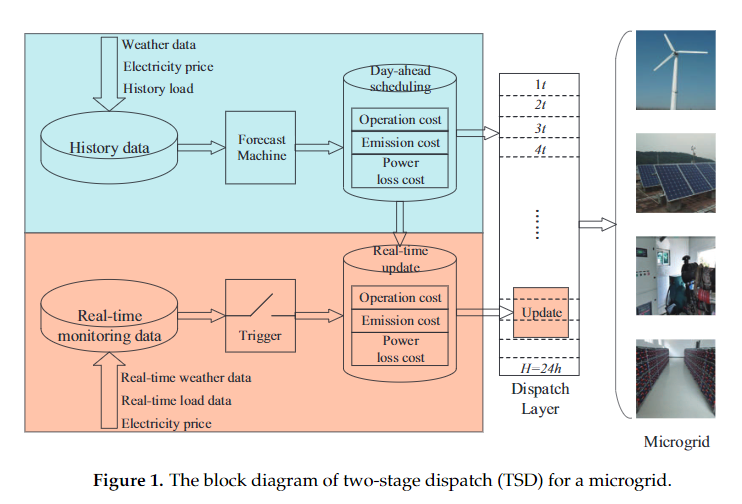 Weather data
Electricity price
History load
History data
Forecast
Machine
Day-ahead
scheduling
Operation cost
Emission cost
Power
loss cost
1t
2t
3t
4t
Real-time
monitoring data
Trigger
Real-time
update
Operation cost
Emission cost
Power
loss cost
Update
H=24h
Real-time weather data
Real-time load data
Electricity price
Dispatch
Layer
Microgrid
Figure 1. The block diagram of two-stage dispatch (TSD) for a microgrid.